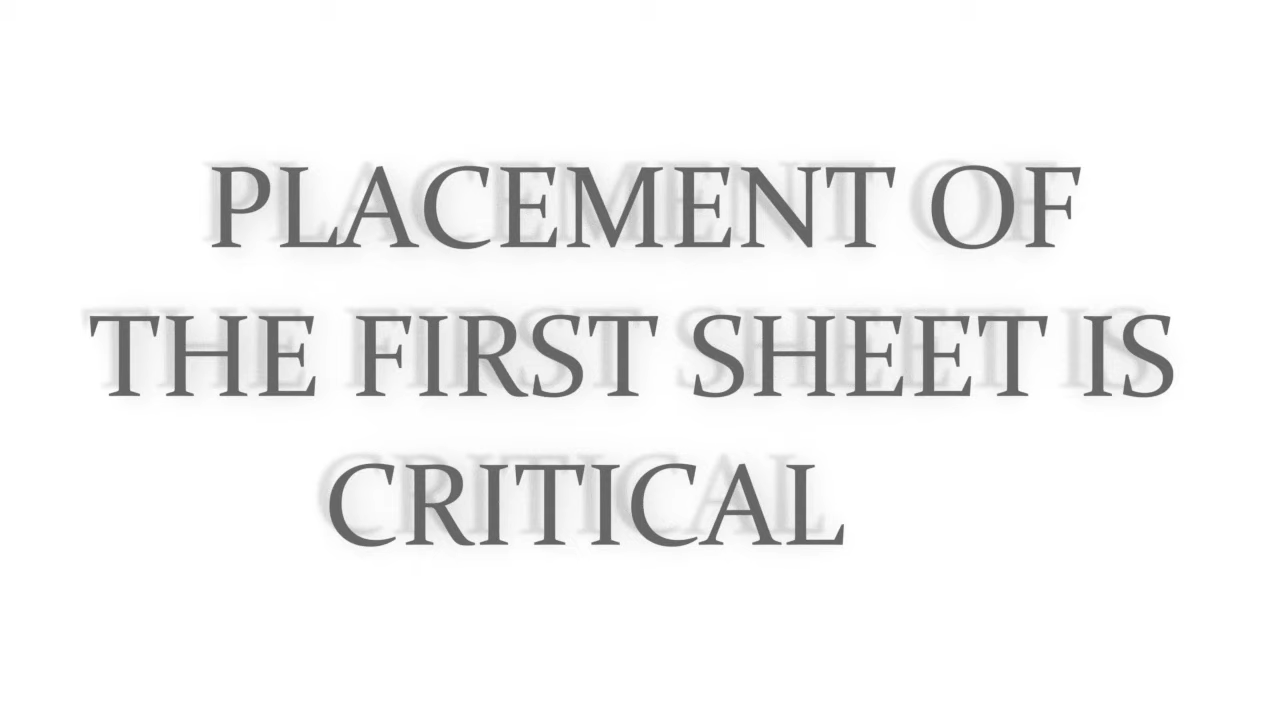 PLACEMENT OF
THE FIRST SHEET IS
CRITICAL